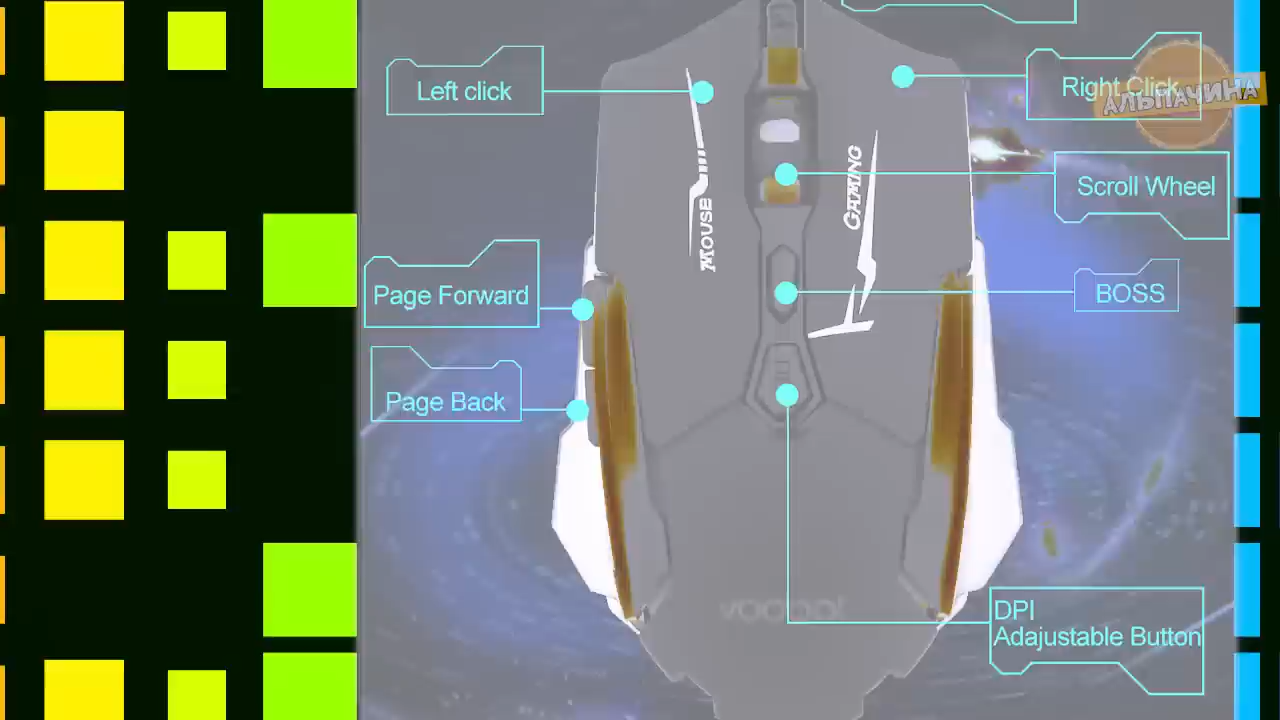 Left click
Right Click
АЛЬПАЧИНА
Scroll Wheel
MOUSE
GAMING
Page Forward
BOSS
Page Back
DPI
Adajustable Button